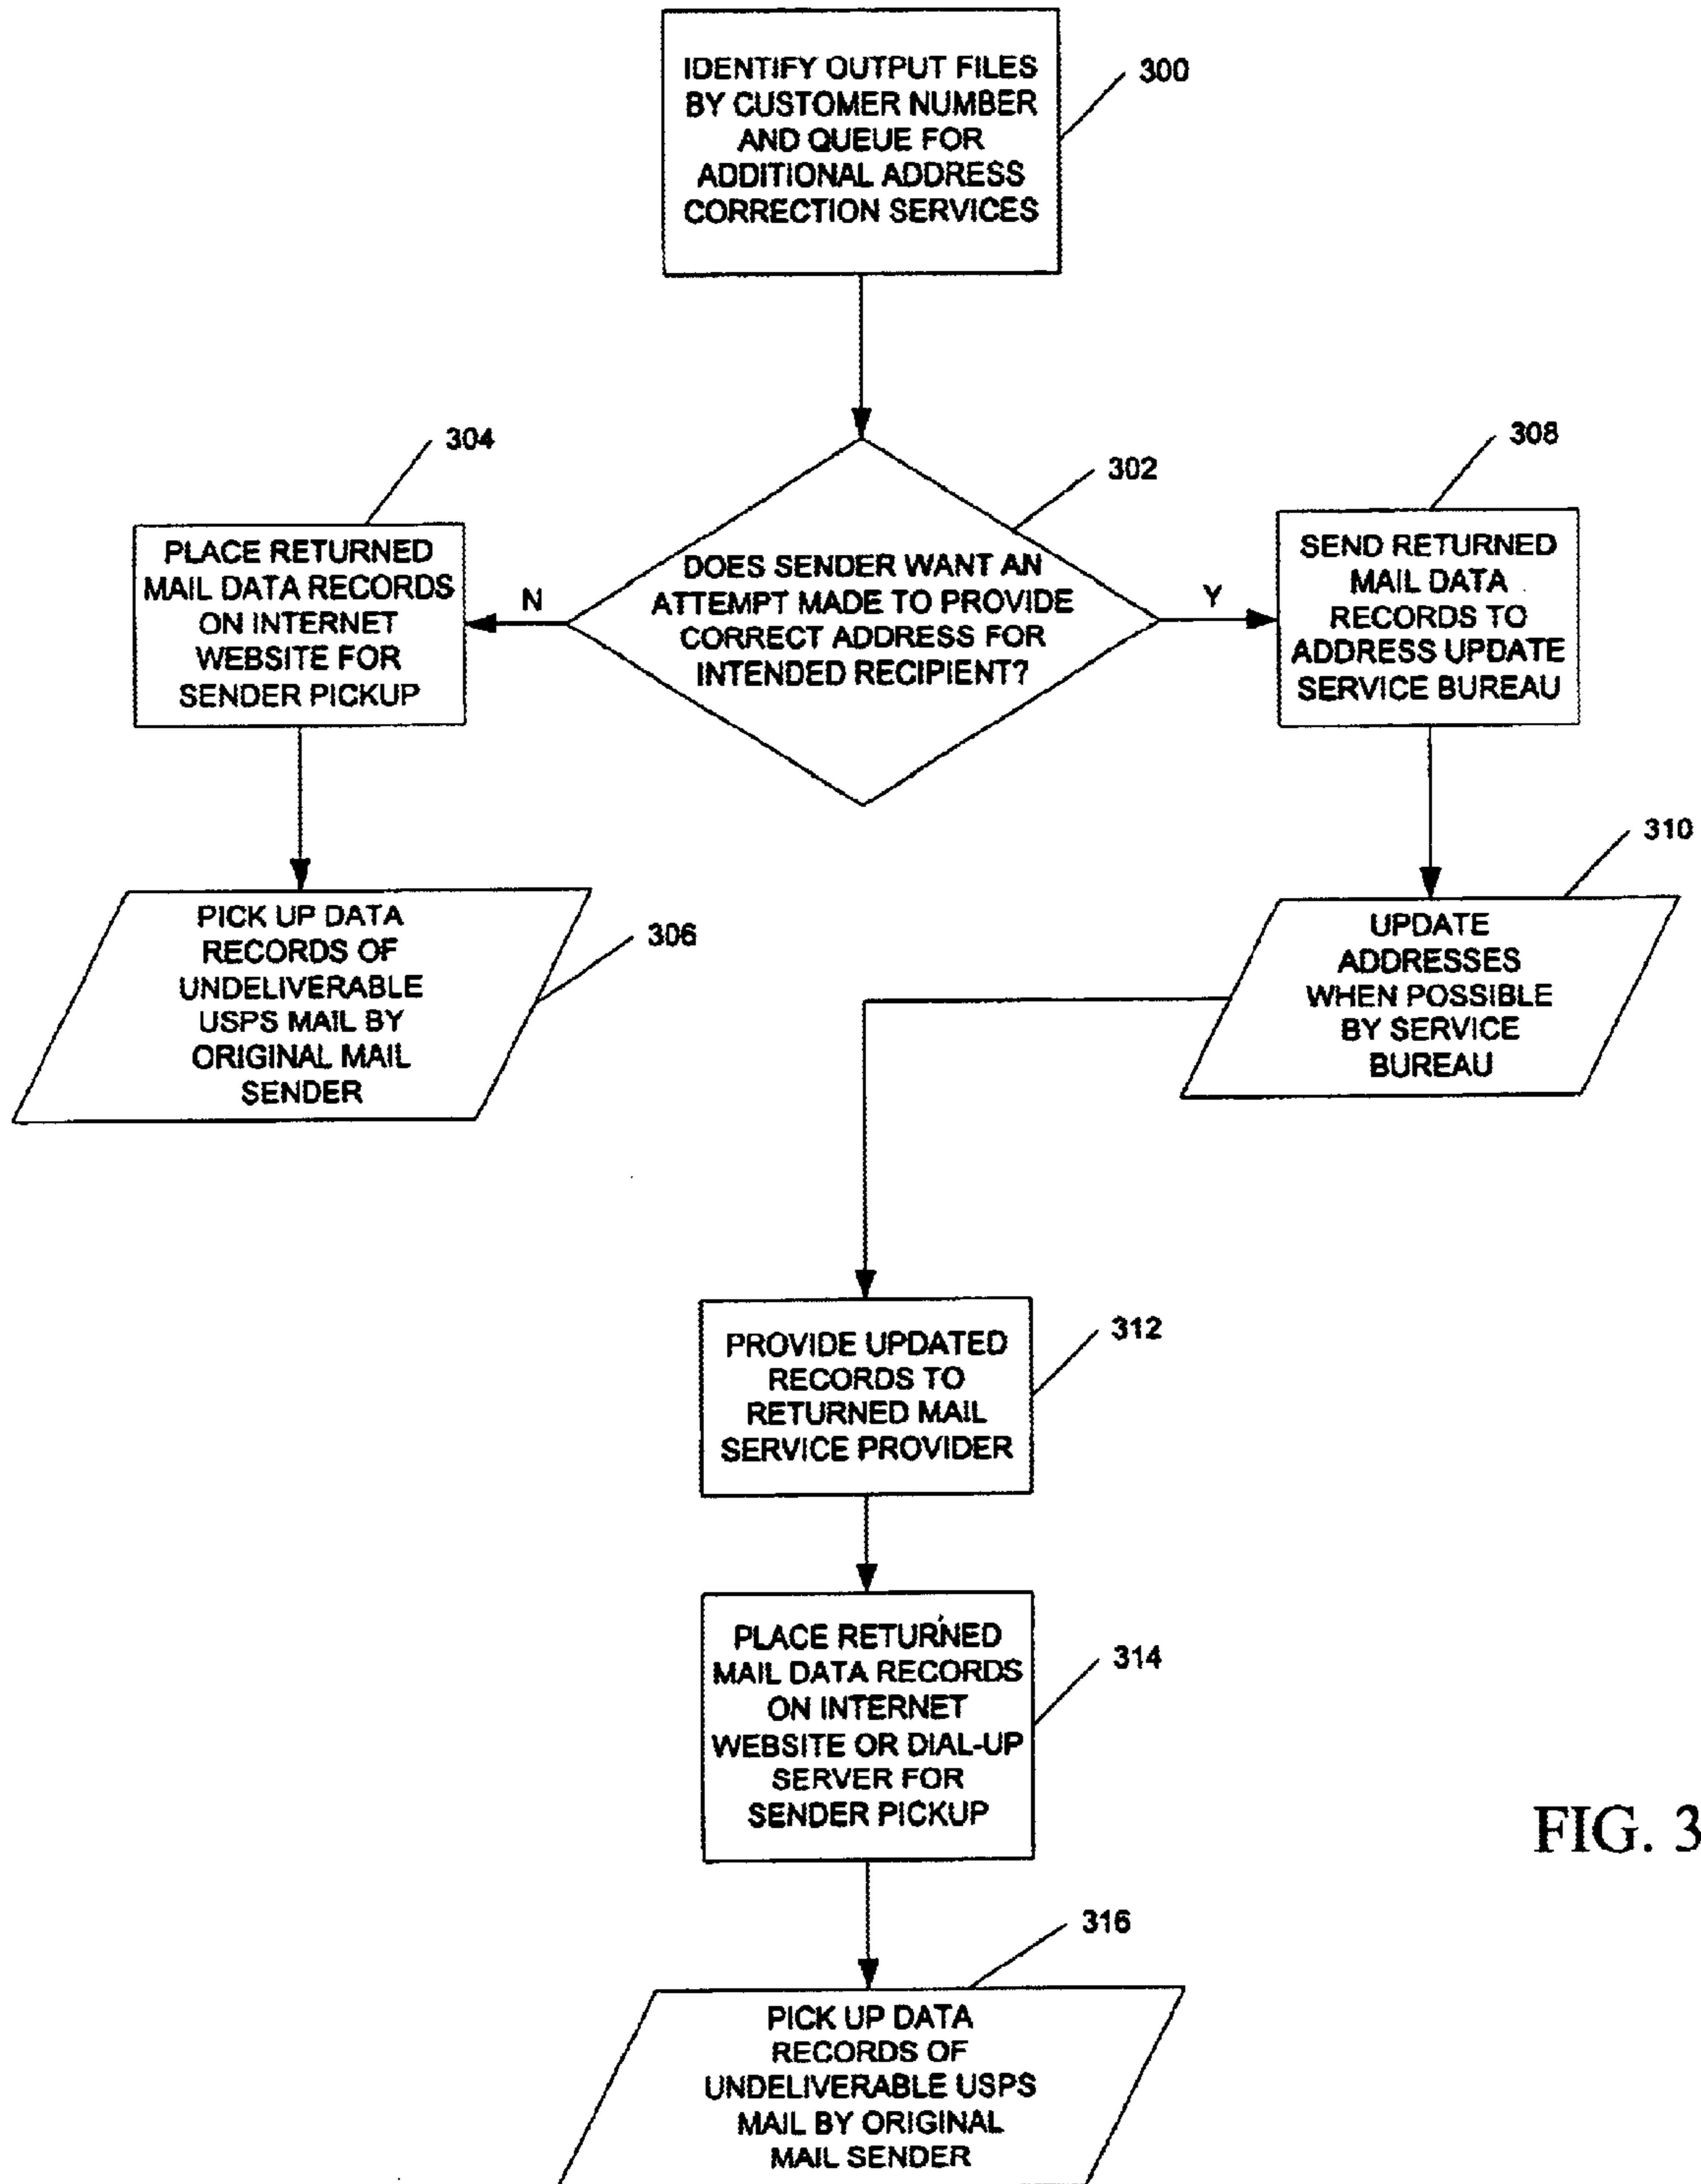 IDENTIFY OUTPUT FILES
BY CUSTOMER NUMBER
AND QUEUE FOR
ADDITIONAL ADDRESS
CORRECTION SERVICES
300
302
DOES SENDER WANT AN
ATTEMPT MADE TO PROVIDE
CORRECT ADDRESS FOR
INTENDED RECIPIENT?
N
Y
304
PLACE RETURNED
MAIL DATA RECORDS
ON INTERNET
WEBSITE FOR
SENDER PICKUP
306
PICK UP DATA
RECORDS OF
UNDELIVERABLE
USPS MAIL BY
ORIGINAL MAIL
SENDER
308
SEND RETURNED
MAIL DATA
RECORDS TO
ADDRESS UPDATE
SERVICE BUREAU
310
UPDATE
ADDRESSES
WHEN POSSIBLE
BY SERVICE
BUREAU
312
PROVIDE UPDATED
RECORDS TO
RETURNED MAIL
SERVICE PROVIDER
314
PLACE RETURNED
MAIL DATA RECORDS
ON INTERNET
WEBSITE OR DIAL-UP
SERVER FOR
SENDER PICKUP
316
PICK UP DATA
RECORDS OF
UNDELIVERABLE USPS
MAIL BY ORIGINAL
MAIL SENDER
FIG. 3